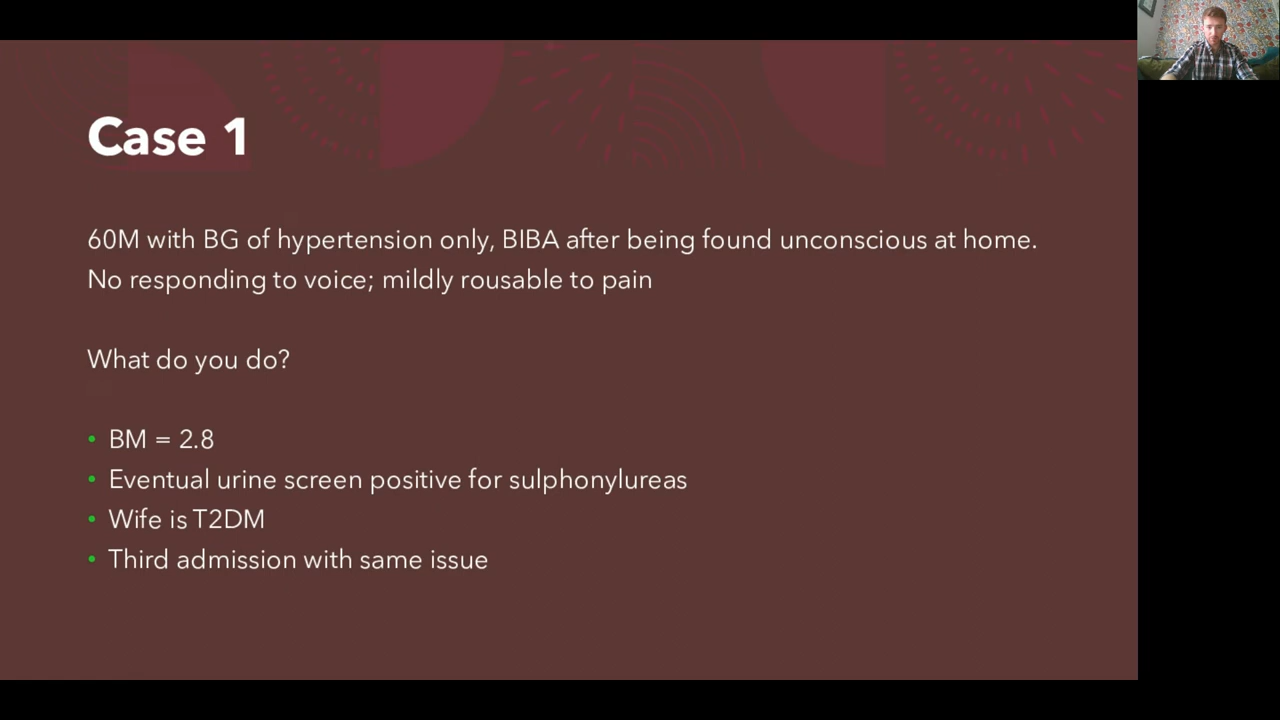 Case 1
60M with BG of hypertension only, BIBA after being found unconscious at home.
No responding to voice; mildly rousable to pain
What do you do?
• BM = 2.8
• Eventual urine screen positive for sulphonylureas
• Wife is T2DM
• Third admission with same issue